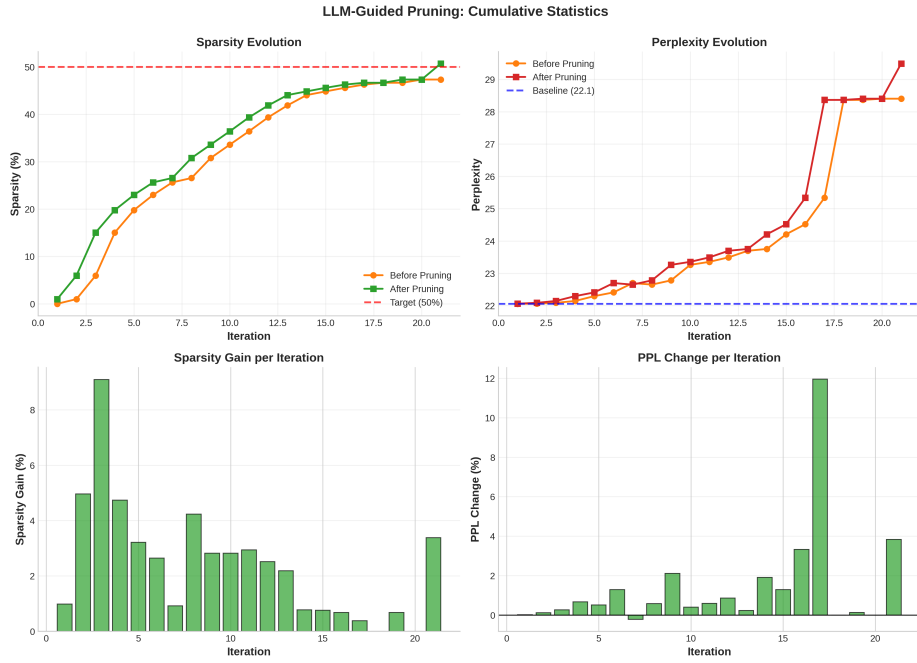 LLM-Guided Pruning: Cumulative Statistics
Sparsity Evolution
Sparsity (%)
50
40
30
20
10
0
0.0 2.5 5.0 7.5 10.0 12.5 15.0 17.5 20.0
Iteration
Before Pruning
After Pruning
Target (50%)
Perplexity Evolution
Perplexity
29
28
27
26
25
24
23
22
0.0 2.5 5.0 7.5 10.0 12.5 15.0 17.5 20.0
Iteration
Before Pruning
After Pruning
Baseline (22.1)
Sparsity Gain per Iteration
Sparsity Gain (%)
8
6
4
2
0
0 5 10 15 20
Iteration
PPL Change per Iteration
PPL Change (%)
12
10
8
6
4
2
0
0 5 10 15 20
Iteration